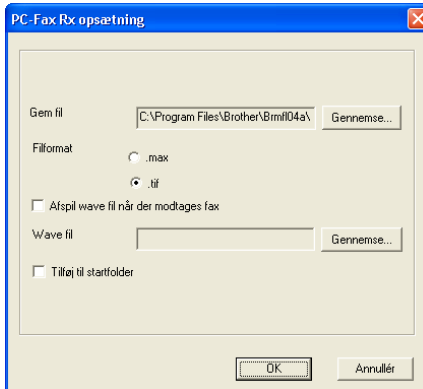 PC-Fax Rx opsætning
Gem fil C:\Program Files\Brother\Brmfl04a\ Gennemse...
Filformat
.max
.tif
Afspil wave fil når der modtages fax
Wave fil Gennemse...
Tilføj til startfolder
OK Annullér